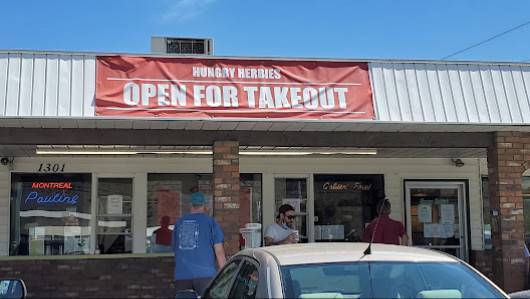 HUNGRY HERBIES
OPEN FOR TAKEOUT
1301
MONTREAL
Poutine